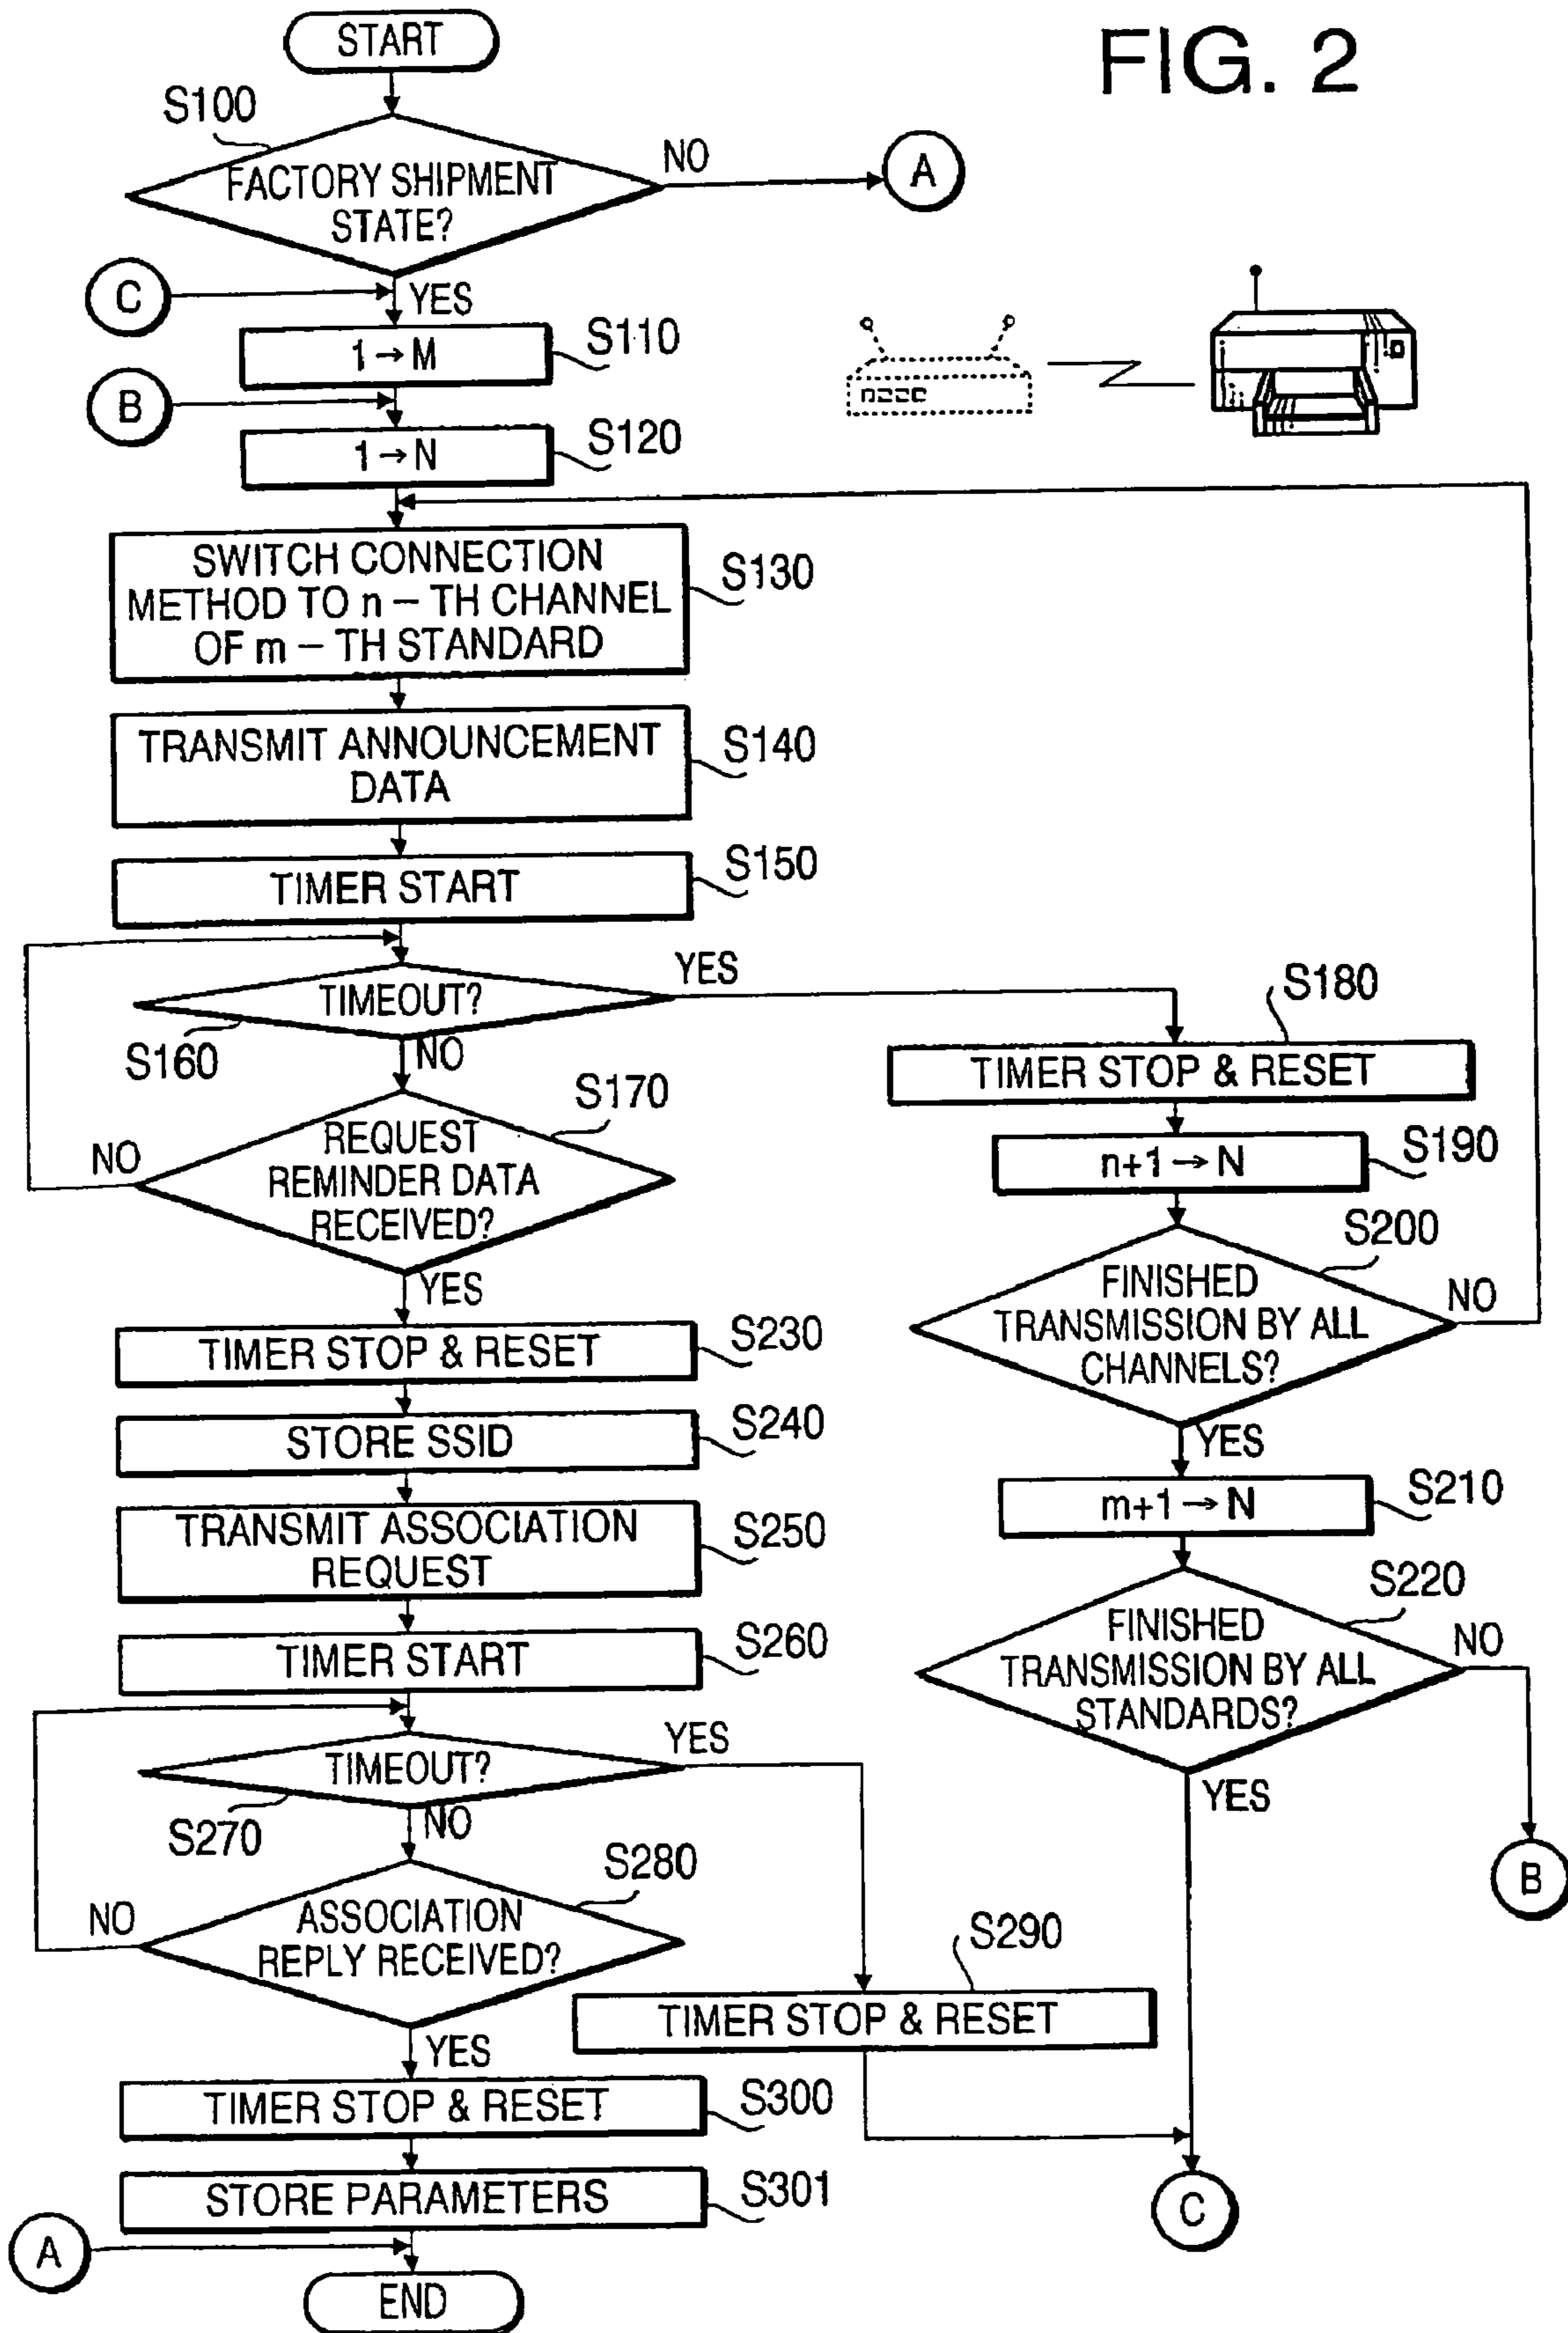 FIG. 2
START
S100
FACTORY SHIPMENT
STATE?
NO
A
C
YES
1→M
S110
B
1→N
S120
SWITCH CONNECTION
METHOD TO n – TH CHANNEL
OF m – TH STANDARD
S130
TRANSMIT ANNOUNCEMENT
DATA
S140
TIMER START
S150
TIMEOUT?
YES
S160
NO
S170
REQUEST
REMINDER DATA
RECEIVED?
NO
YES
S180
TIMER STOP & RESET
n+1→N
S190
S200
FINISHED
TRANSMISSION BY ALL
CHANNELS?
NO
YES
m+1→N
S210
S220
FINISHED
TRANSMISSION BY ALL
STANDARDS?
NO
YES
B
TIMER STOP & RESET
S230
STORE SSID
S240
TRANSMIT ASSOCIATION
REQUEST
S250
TIMER START
S260
TIMEOUT?
YES
S270
NO
S280
ASSOCIATION
REPLY RECEIVED?
NO
YES
S290
TIMER STOP & RESET
TIMER STOP & RESET
S300
STORE PARAMETERS
S301
C
A
END